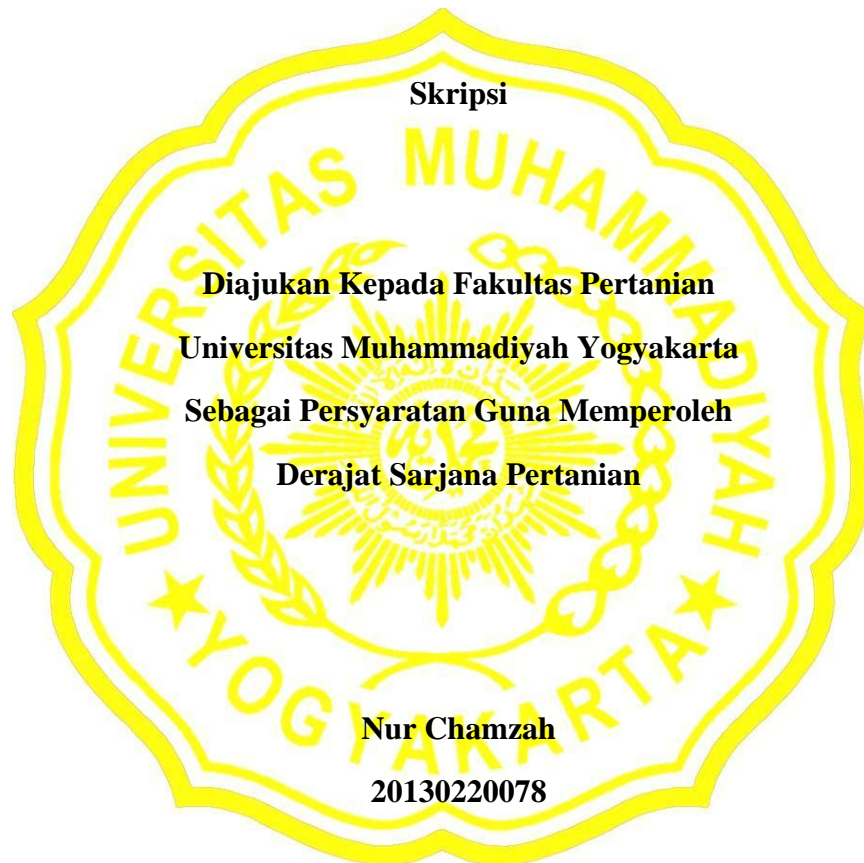 Skripsi
UNIVERSITAS MUHAMMADIYAH
Diajukan Kepada Fakultas Pertanian
Universitas Muhammadiyah Yogyakarta
Sebagai Persyaratan Guna Memperoleh
Derajat Sarjana Pertanian
YOGYAKARTA
Nur Chamzah
20130220078